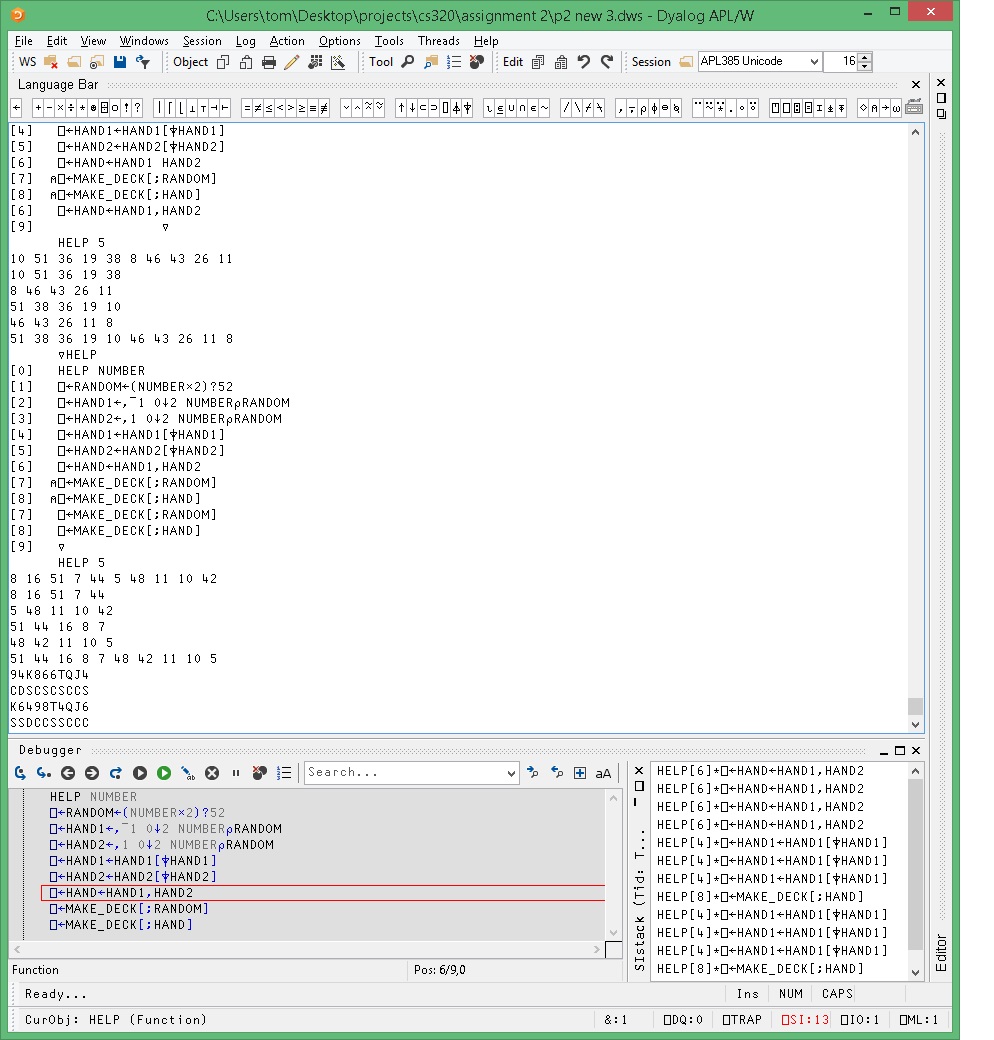 C:\Users\tom\Desktop\projects\cs320\assignment 2\p2 new 3.dws - Dyalog APL/W
File Edit View Windows Session Log Action Options Tools Threads Help
WS Object Tool Edit Session APL385 Unicode 16
Language Bar
[4] ⎕←HAND1←HAND1[⍒HAND1]
[5] ⎕←HAND2←HAND2[⍒HAND2]
[6] ⎕←HAND←HAND1 HAND2
[7] ⍝⎕←MAKE_DECK[;RANDOM]
[8] ⍝⎕←MAKE_DECK[;HAND]
[6] ⎕←HAND←HAND1,HAND2
[9] ∇
HELP 5
10 51 36 19 38 8 46 43 26 11
10 51 36 19 38
8 46 43 26 11
51 38 36 19 10
46 43 26 11 8
51 38 36 19 10 46 43 26 11 8
∇HELP
[0] HELP NUMBER
[1] ⎕←RANDOM←(NUMBER×2)?52
[2] ⎕←HAND1←,¯1 0↓2 NUMBER⍴RANDOM
[3] ⎕←HAND2←,1 0↓2 NUMBER⍴RANDOM
[4] ⎕←HAND1←HAND1[⍒HAND1]
[5] ⎕←HAND2←HAND2[⍒HAND2]
[6] ⎕←HAND←HAND1,HAND2
[7] ⍝⎕←MAKE_DECK[;RANDOM]
[8] ⍝⎕←MAKE_DECK[;HAND]
[7] ⎕←MAKE_DECK[;RANDOM]
[8] ⎕←MAKE_DECK[;HAND]
[9] ∇
HELP 5
8 16 51 7 44 5 48 11 10 42
8 16 51 7 44
5 48 11 10 42
51 44 16 8 7
48 42 11 10 5
51 44 16 8 7 48 42 11 10 5
94K866TQJ4
CDSCSCSCCS
K6498T4QJ6
SSDCCSSCCC
Debugger
Search... aA
HELP NUMBER
⎕←RANDOM←(NUMBER×2)?52
⎕←HAND1←,¯1 0↓2 NUMBER⍴RANDOM
⎕←HAND2←,1 0↓2 NUMBER⍴RANDOM
⎕←HAND1←HAND1[⍒HAND1]
⎕←HAND2←HAND2[⍒HAND2]
⎕←HAND←HAND1,HAND2
⎕←MAKE_DECK[;RANDOM]
⎕←MAKE_DECK[;HAND]
Function Pos: 6/9,0
SIstack (Tid: T...
HELP[6]*⎕←HAND←HAND1,HAND2
HELP[6]*⎕←HAND←HAND1,HAND2
HELP[6]*⎕←HAND←HAND1,HAND2
HELP[6]*⎕←HAND←HAND1,HAND2
HELP[4]*⎕←HAND1←HAND1[⍒HAND1]
HELP[4]*⎕←HAND1←HAND1[⍒HAND1]
HELP[4]*⎕←HAND1←HAND1[⍒HAND1]
HELP[8]*⎕←MAKE_DECK[;HAND]
HELP[4]*⎕←HAND1←HAND1[⍒HAND1]
HELP[4]*⎕←HAND1←HAND1[⍒HAND1]
HELP[4]*⎕←HAND1←HAND1[⍒HAND1]
HELP[8]*⎕←MAKE_DECK[;HAND]
Editor
Ready... Ins NUM CAPS
CurObj: HELP (Function) &:1 ⎕DQ:0 ⎕TRAP ⎕SI:13 ⎕IO:1 ⎕ML:1